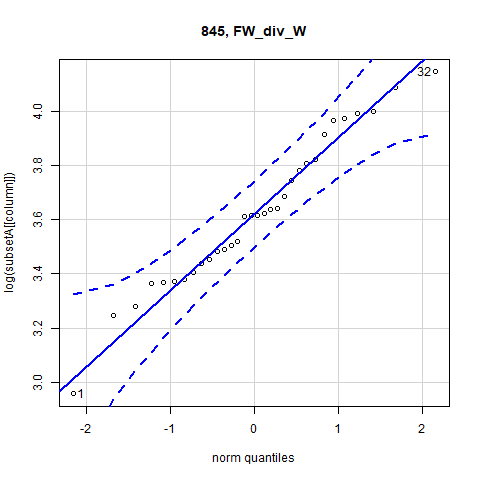 845, FW_div_W
log(subsetA[[column]])
4.0
3.8
3.6
3.4
3.2
3.0
32
1
-2 -1 0 1 2
norm quantiles